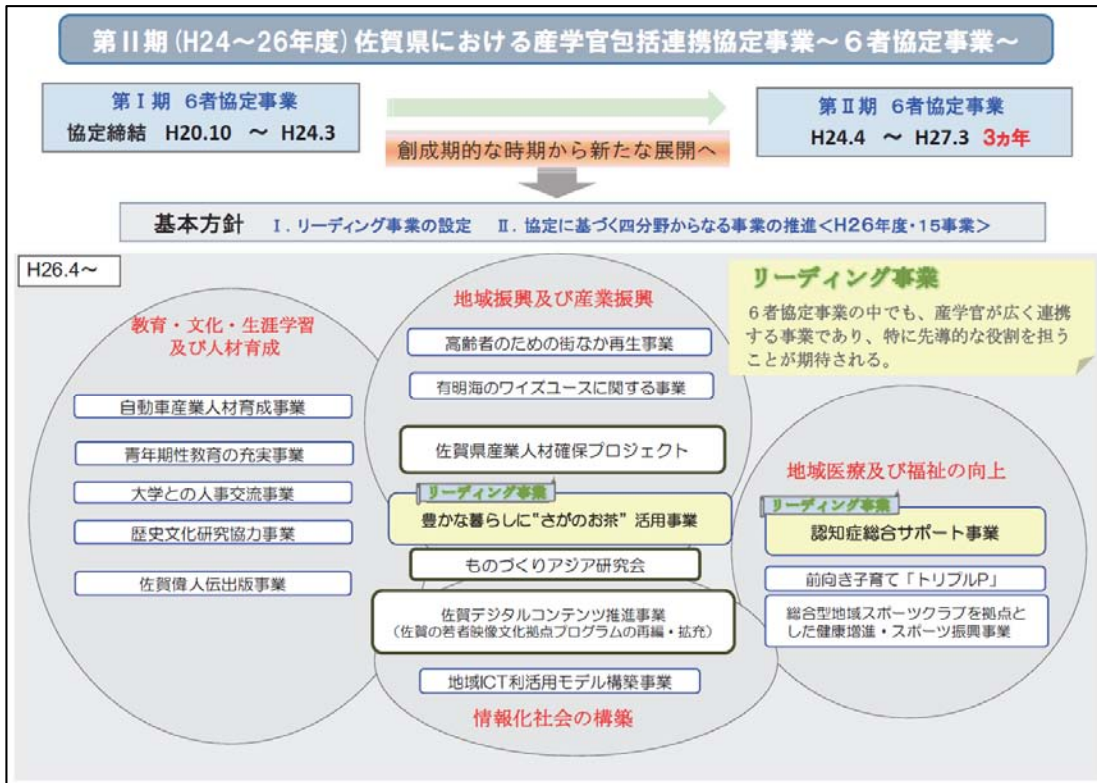 第Ⅱ期(H24～26年度)佐賀県における産学官包括連携協定事業～6者協定事業～
第Ⅰ期 6者協定事業
協定締結 H20.10 ～ H24.3
創成期的な時期から新たな展開へ
第Ⅱ期 6者協定事業
H24.4 ～ H27.3 3ヵ年
基本方針 Ⅰ．リーディング事業の設定 Ⅱ．協定に基づく四分野からなる事業の推進<H26年度・15事業>
H26.4～
リーディング事業
6者協定事業の中でも、産学官が広く連携
する事業であり、特に先導的な役割を担う
ことが期待される。
教育・文化・生涯学習
及び人材育成
自動車産業人材育成事業
青年期性教育の充実事業
大学との人事交流事業
歴史文化研究協力事業
佐賀偉人伝出版事業
地域振興及び産業振興
高齢者のための街なか再生事業
有明海のワイズユースに関する事業
佐賀県産業人材確保プロジェクト
リーディング事業
豊かな暮らしに"さがのお茶" 活用事業
ものづくりアジア研究会
佐賀デジタルコンテンツ推進事業
(佐賀の若者映像文化拠点プログラムの再編・拡充)
地域ICT利活用モデル構築事業
情報化社会の構築
地域医療及び福祉の向上
リーディング事業
認知症総合サポート事業
前向き子育て「トリプルP」
総合型地域スポーツクラブを拠点と
した健康増進・スポーツ振興事業